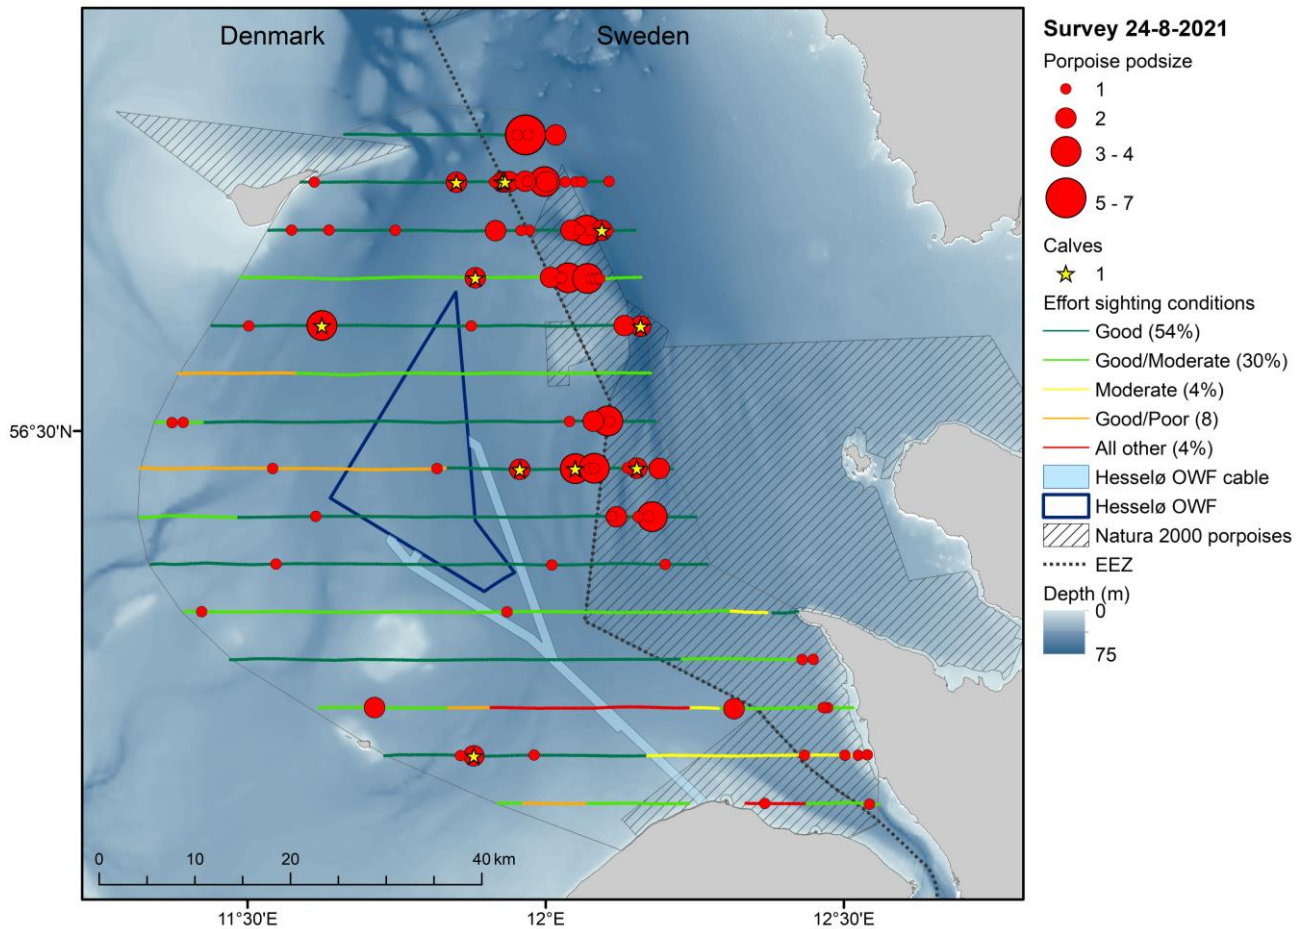 Denmark
Sweden
56°30'N
0 10 20 40 km
11°30'E 12°E 12°30'E
Survey 24-8-2021
Porpoise podsize
1
2
3 - 4
5 - 7
Calves
1
Effort sighting conditions
Good (54%)
Good/Moderate (30%)
Moderate (4%)
Good/Poor (8)
All other (4%)
Hesselø OWF cable
Hesselø OWF
Natura 2000 porpoises
EEZ
Depth (m)
0
75